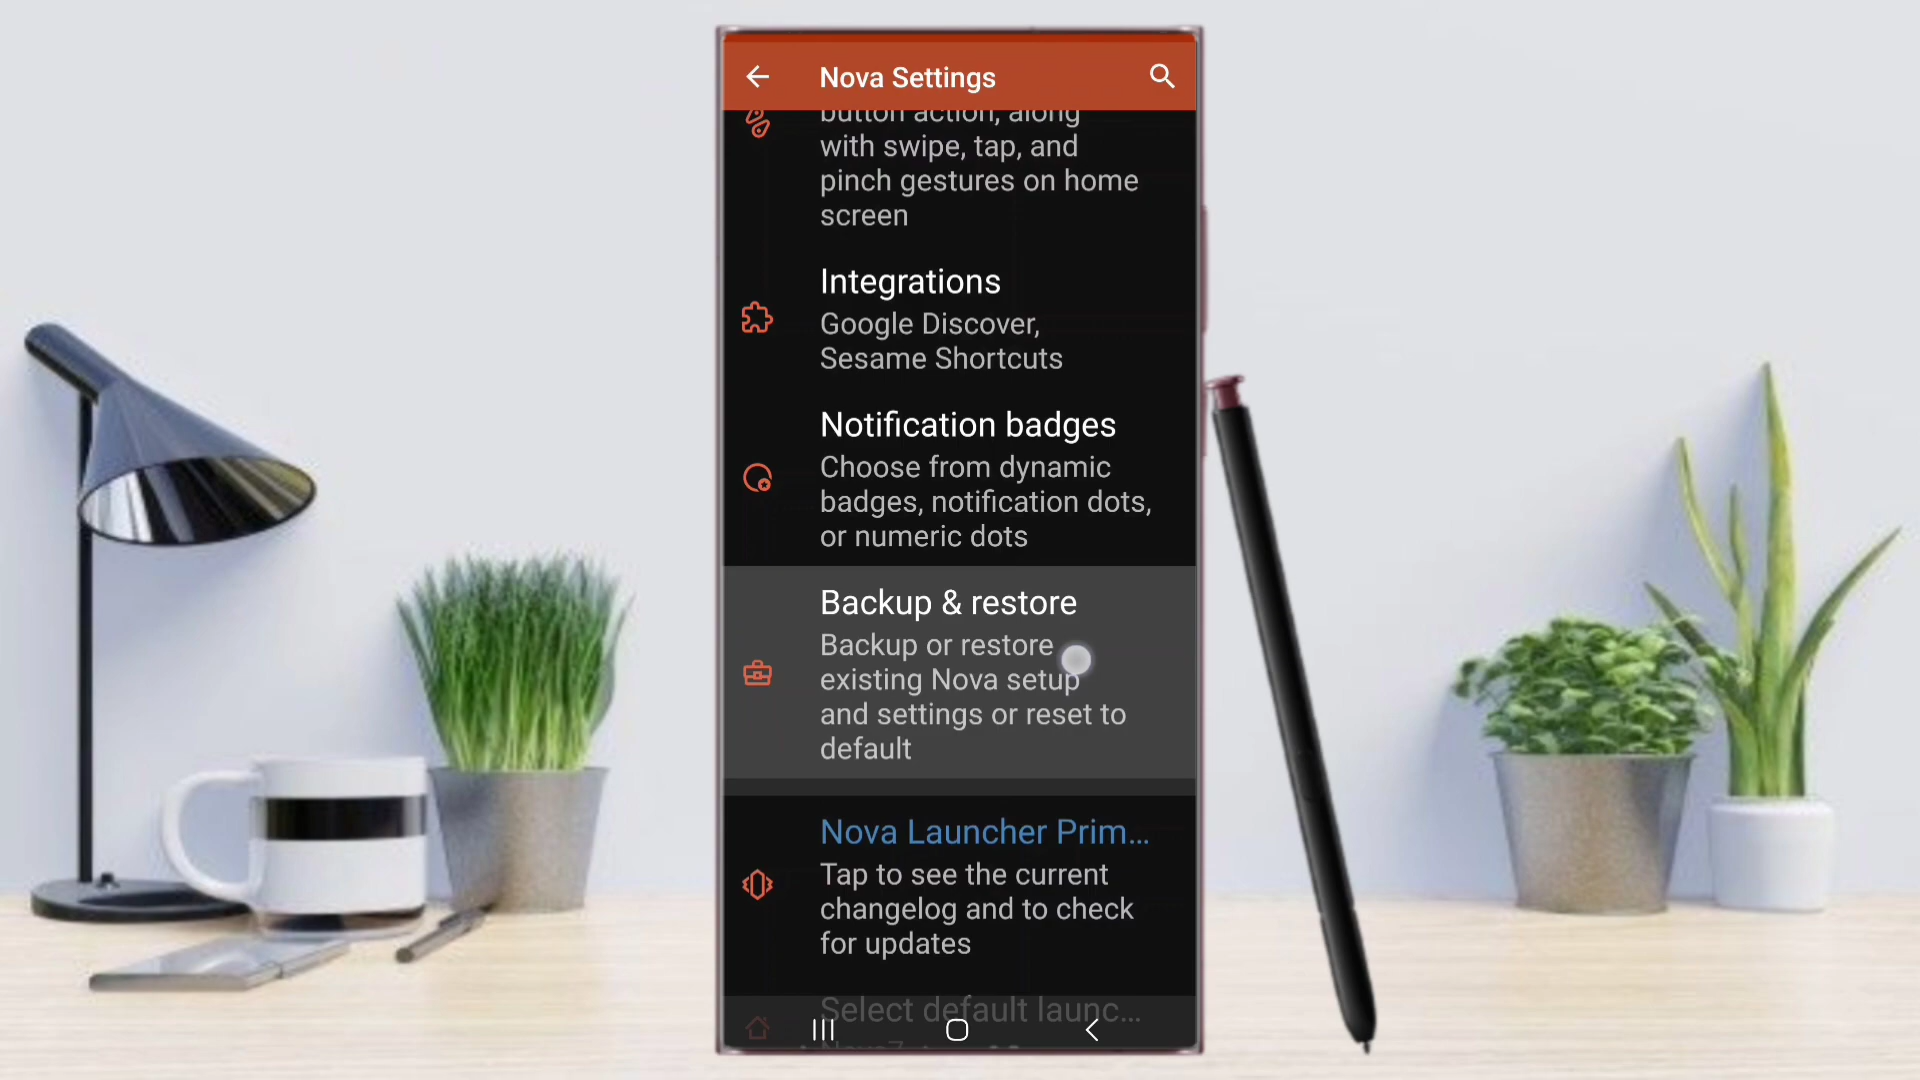 Nova Settings
button action, along
with swipe, tap, and
pinch gestures on home
screen
Integrations
Google Discover,
Sesame Shortcuts
Notification badges
Choose from dynamic
badges, notification dots,
or numeric dots
Backup & restore
Backup or restore
existing Nova setup
and settings or reset to
default
Nova Launcher Prim...
Tap to see the current
changelog and to check
for updates
Select default launc...